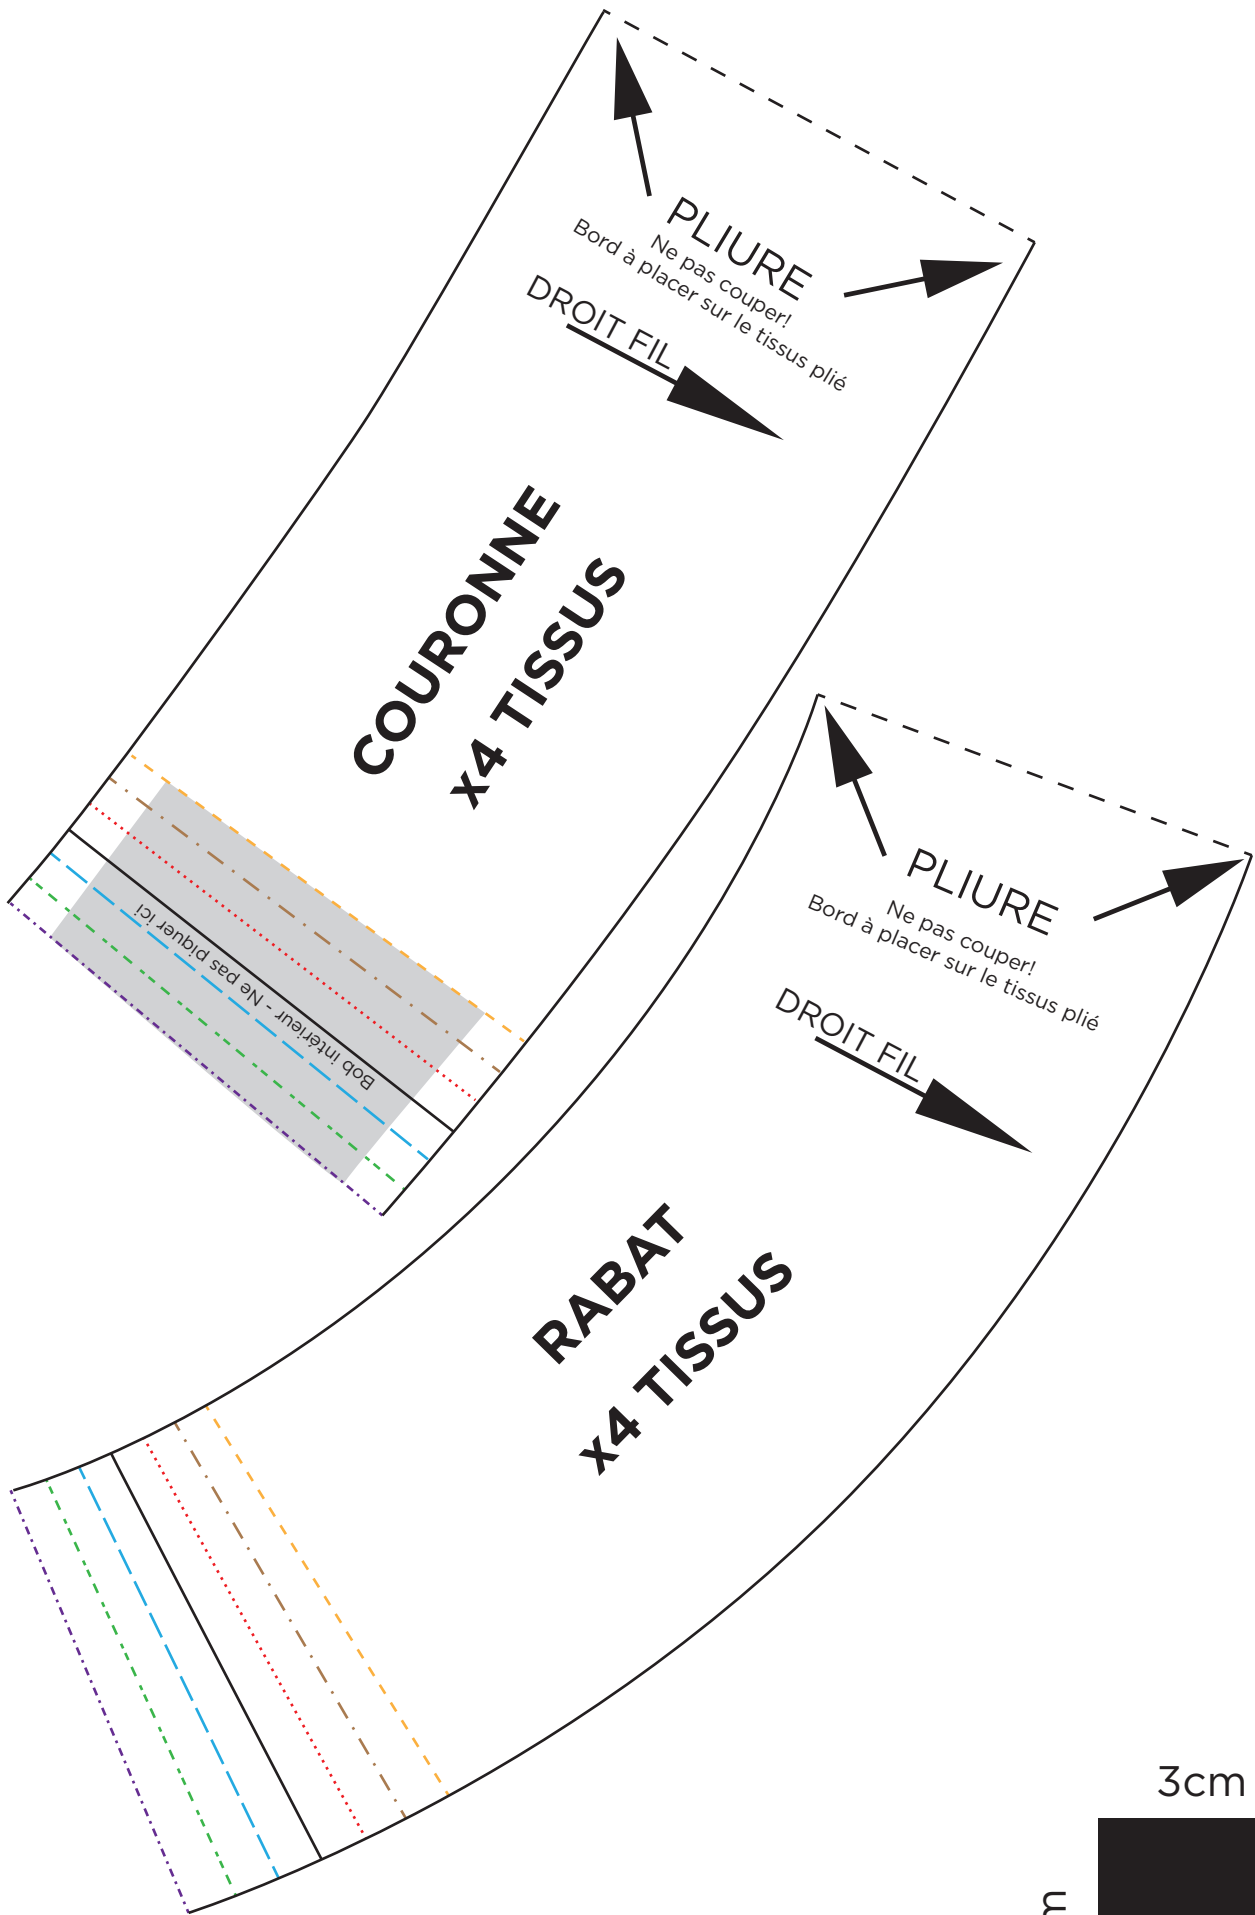 PLIURE
Ne pas couper!
Bord à placer sur le tissus plié
DROIT FIL
COURONNE
x4 TISSUS
Bob intérieur - Ne pas piquer ici
PLIURE
Ne pas couper!
Bord à placer sur le tissus plié
DROIT FIL
RABAT
x4 TISSUS
3cm